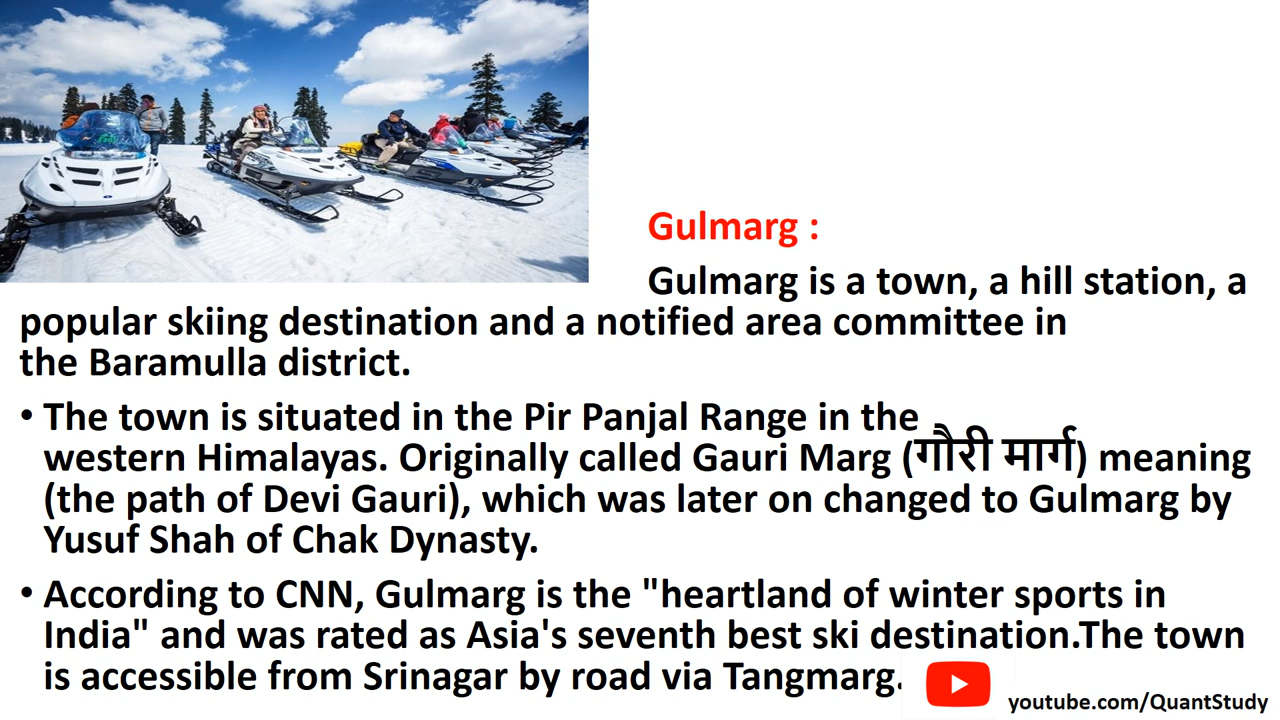 Gulmarg :
Gulmarg is a town, a hill station, a
popular skiing destination and a notified area committee in
the Baramulla district.
• The town is situated in the Pir Panjal Range in the
western Himalayas. Originally called Gauri Marg (गौरी मार्ग) meaning
(the path of Devi Gauri), which was later on changed to Gulmarg by
Yusuf Shah of Chak Dynasty.
• According to CNN, Gulmarg is the "heartland of winter sports in
India" and was rated as Asia's seventh best ski destination.The town
is accessible from Srinagar by road via Tangmarg.
youtube.com/QuantStudy